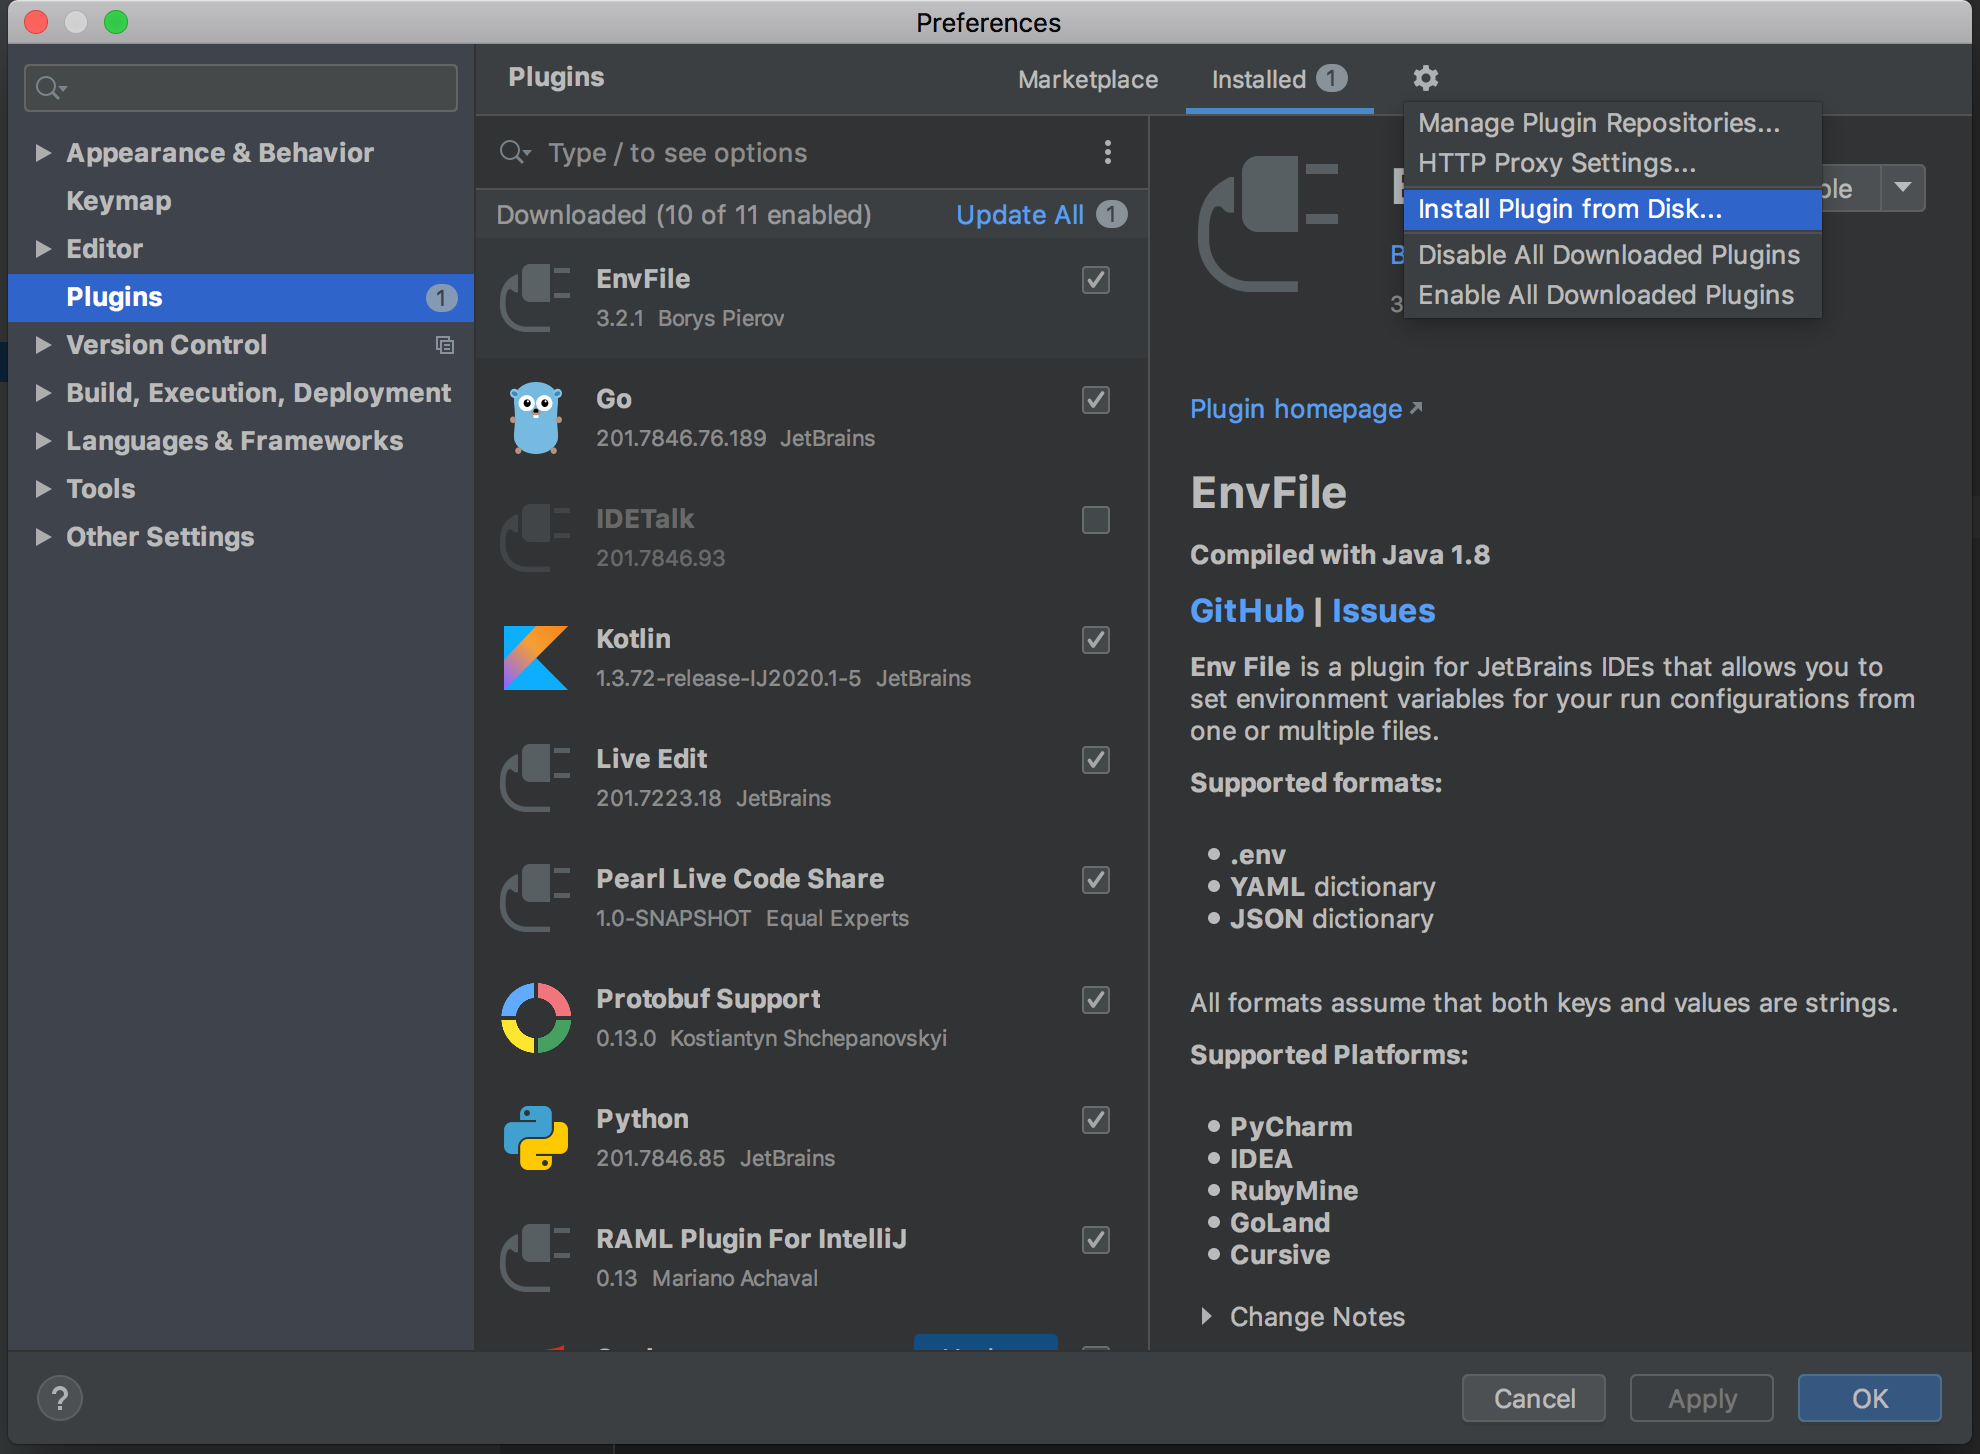 Preferences
Plugins
Marketplace
Installed 1
Manage Plugin Repositories...
HTTP Proxy Settings...
Install Plugin from Disk...
Disable All Downloaded Plugins
Enable All Downloaded Plugins
Appearance & Behavior
Keymap
Editor
Plugins 1
Version Control
Build, Execution, Deployment
Languages & Frameworks
Tools
Other Settings
Type / to see options
Downloaded (10 of 11 enabled) Update All 1
EnvFile
3.2.1 Borys Pierov
Go
201.7846.76.189 JetBrains
IDETalk
201.7846.93
Kotlin
1.3.72-release-IJ2020.1-5 JetBrains
Live Edit
201.7223.18 JetBrains
Pearl Live Code Share
1.0-SNAPSHOT Equal Experts
Protobuf Support
0.13.0 Kostiantyn Shchepanovskyi
Python
201.7846.85 JetBrains
RAML Plugin For IntelliJ
0.13 Mariano Achaval
Plugin homepage
EnvFile
Compiled with Java 1.8
GitHub | Issues
Env File is a plugin for JetBrains IDEs that allows you to
set environment variables for your run configurations from
one or multiple files.
Supported formats:
.env
YAML dictionary
JSON dictionary
All formats assume that both keys and values are strings.
Supported Platforms:
PyCharm
IDEA
RubyMine
GoLand
Cursive
Change Notes
?
Cancel
Apply
OK